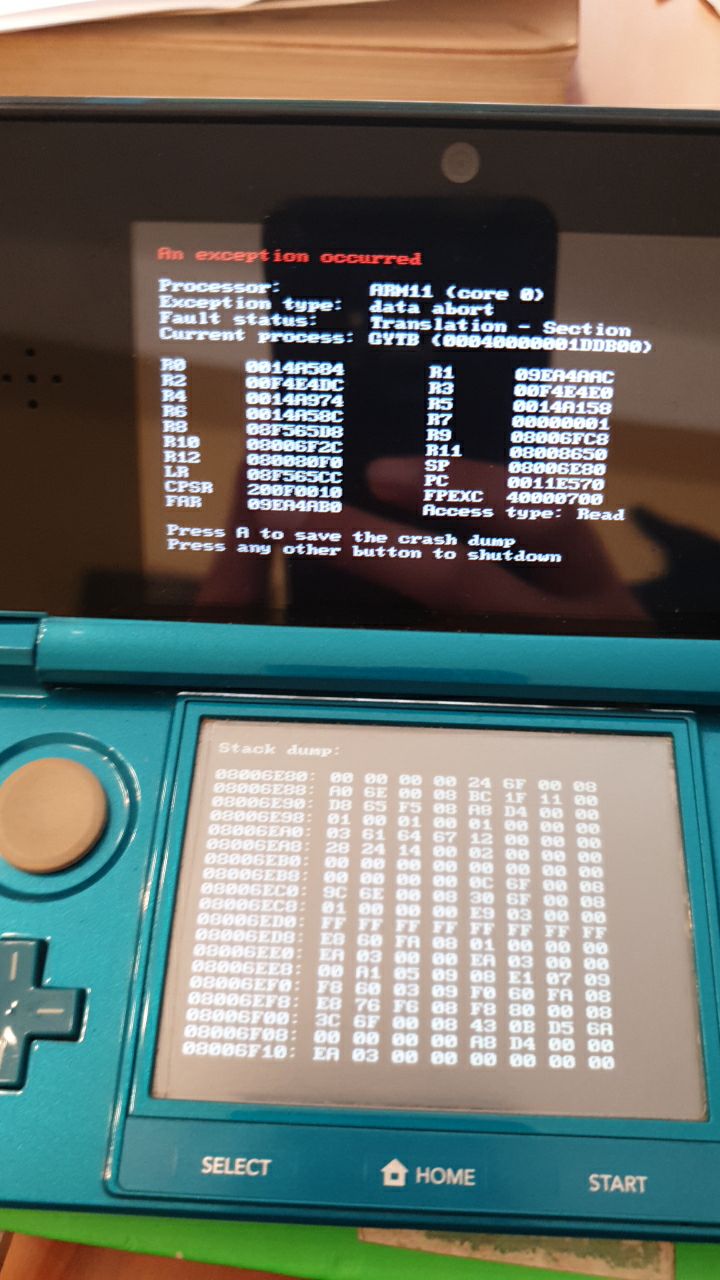 An exception occurred
Processor: ARM11 (core 0)
Exception type: data abort
Fault status: Translation - Section
Current process: GYTB (00040000001DDB00)
R0 0014A584 R1 09EA4AAC
R2 00F4E4DC R3 00F4E4E0
R4 0014A974 R5 0014A158
R6 0014A58C R7 00000001
R8 08F565D8 R9 08006FC8
R10 08006F2C R11 08008650
R12 080080F0 SP 08006E80
LR 08F565CC PC 0011E570
CPSR 200F0010 FPEXC 40000700
FAR 09EA4AB0 Access type: Read
Press A to save the crash dump
Press any other button to shutdown
Stack dump:
08006E80: 00 00 00 00 24 6F 00 08
08006E88: A0 6E 00 08 BC 1F 11 00
08006E90: D8 65 F5 08 A8 D4 00 00
08006E98: 01 00 01 00 01 00 00 00
08006EA0: 03 61 64 67 12 00 00 00
08006EA8: 28 24 14 00 02 00 00 00
08006EB0: 00 00 00 00 00 00 00 00
08006EB8: 00 00 00 00 0C 6F 00 08
08006EC0: 9C 6E 00 08 30 6F 00 08
08006EC8: 01 00 00 00 E9 03 00 00
08006ED0: FF FF FF FF FF FF FF FF
08006ED8: E8 60 FA 08 01 00 00 00
08006EE0: EA 03 00 00 EA 03 00 00
08006EE8: 00 A1 05 09 08 E1 07 09
08006EF0: F8 60 03 09 F0 60 FA 08
08006EF8: E8 76 F6 08 F8 80 00 08
08006F00: 3C 6F 00 08 43 0B D5 6A
08006F08: 00 00 00 00 A8 D4 00 00
08006F10: EA 03 00 00 00 00 00 00
SELECT HOME START